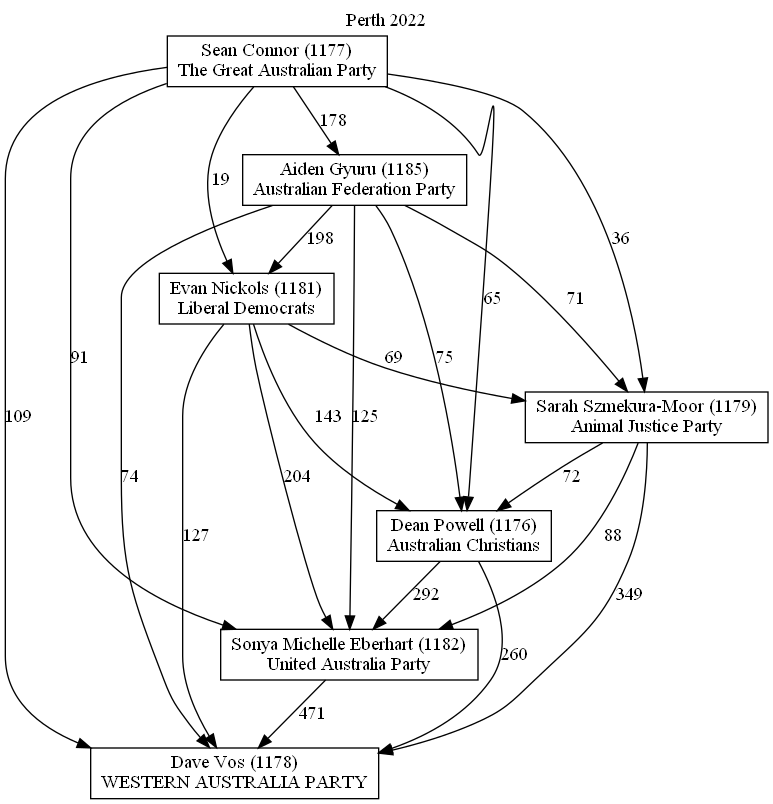 Perth 2022
Sean Connor (1177)
The Great Australian Party
178
Aiden Gyuru (1185)
Australian Federation Party
19
198
36
Evan Nickols (1181)
Liberal Democrats
65
71
91
69
75
109
143
125
Sarah Szmekura-Moor (1179)
Animal Justice Party
74
204
72
127
Dean Powell (1176)
Australian Christians
88
292
349
Sonya Michelle Eberhart (1182)
United Australia Party
260
471
Dave Vos (1178)
WESTERN AUSTRALIA PARTY